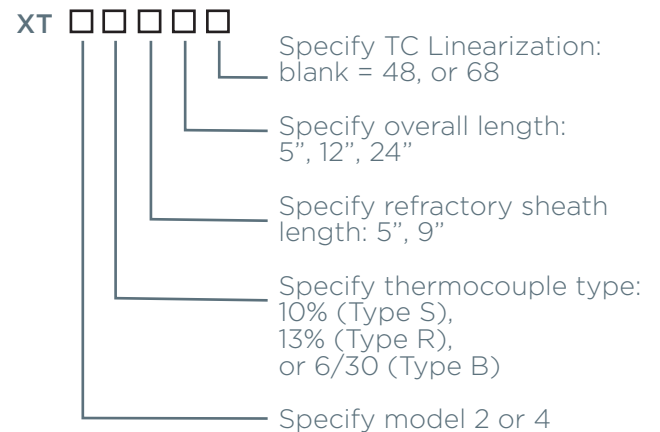 XT □ □ □ □ □
Specify TC Linearization:
blank = 48, or 68
Specify overall length:
5”, 12”, 24”
Specify refractory sheath
length: 5”, 9”
Specify thermocouple type:
10% (Type S),
13% (Type R),
or 6/30 (Type B)
Specify model 2 or 4